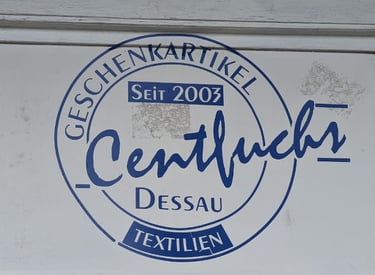 GESCHENKARTIKEL
SEIT 2003
Centfuchs
DESSAU
TEXTILIEN